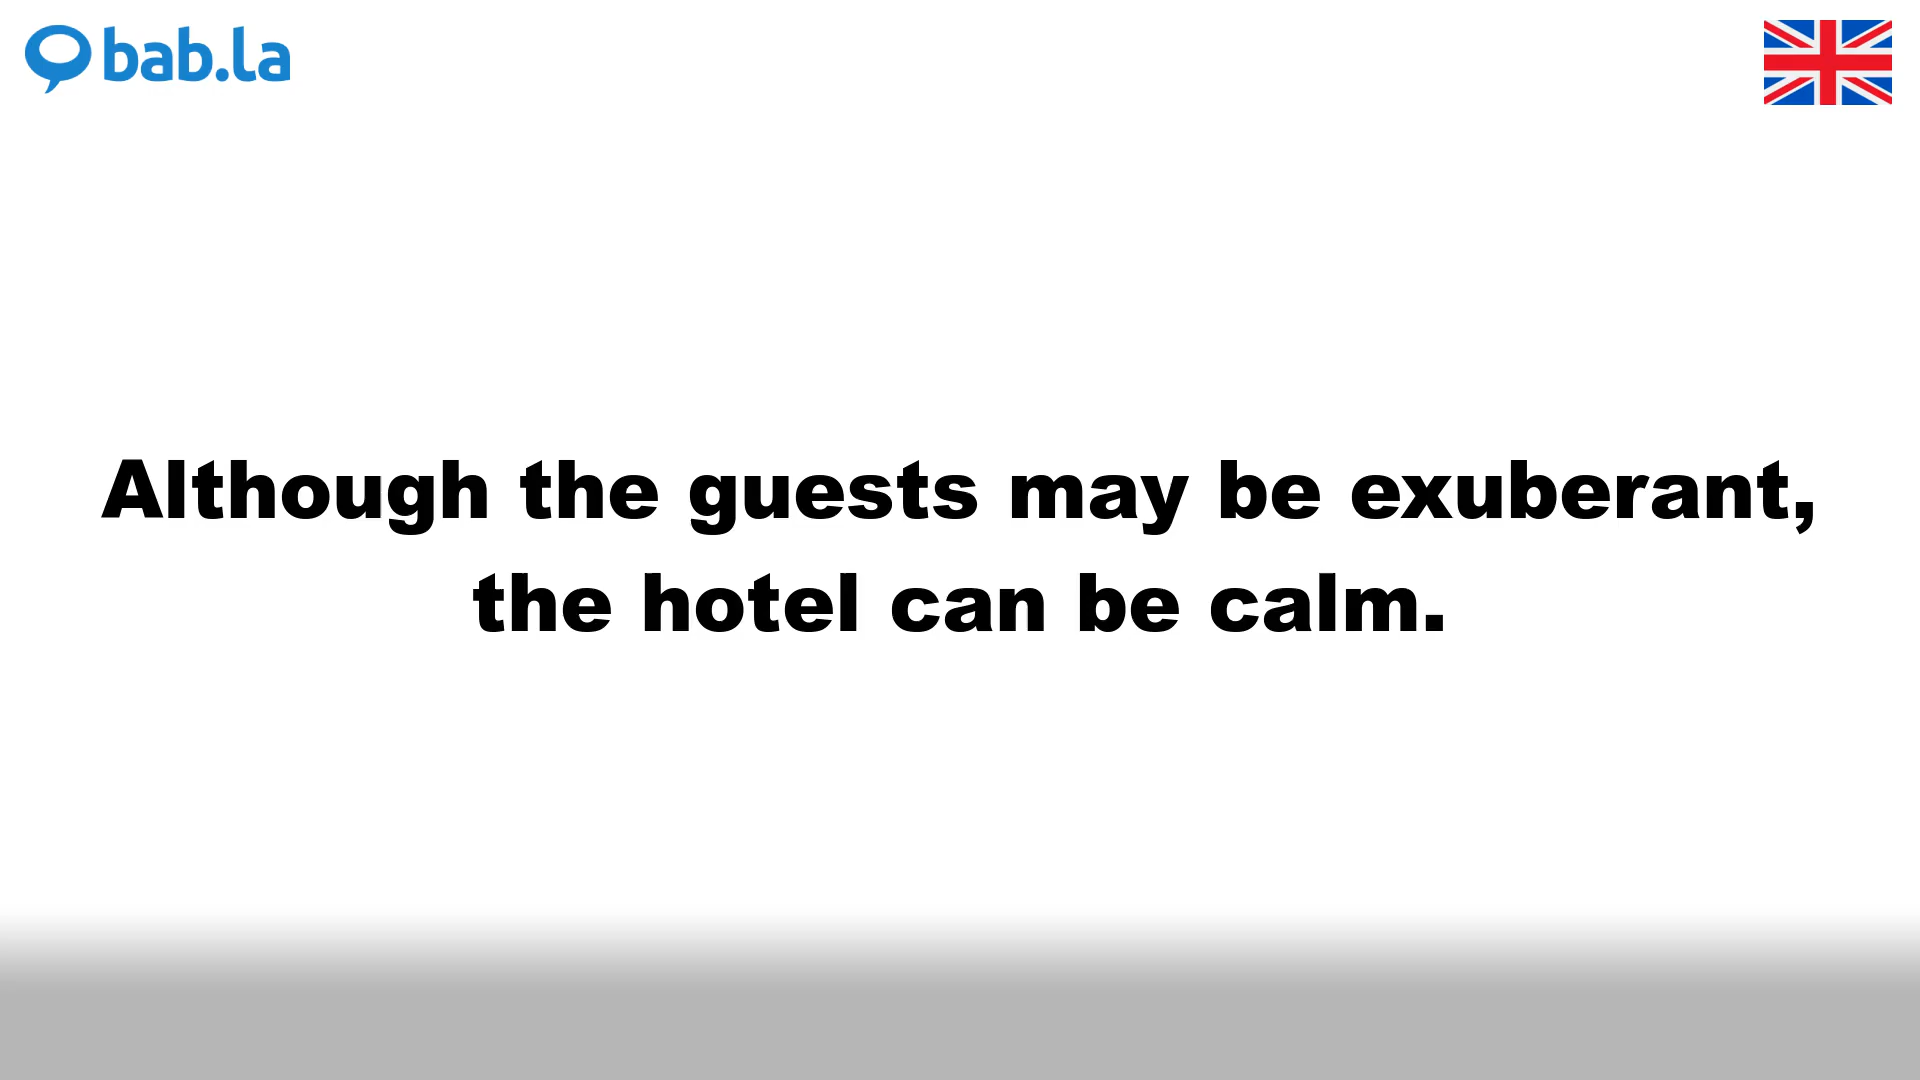 bab.la
Although the guests may be exuberant,
the hotel can be calm.